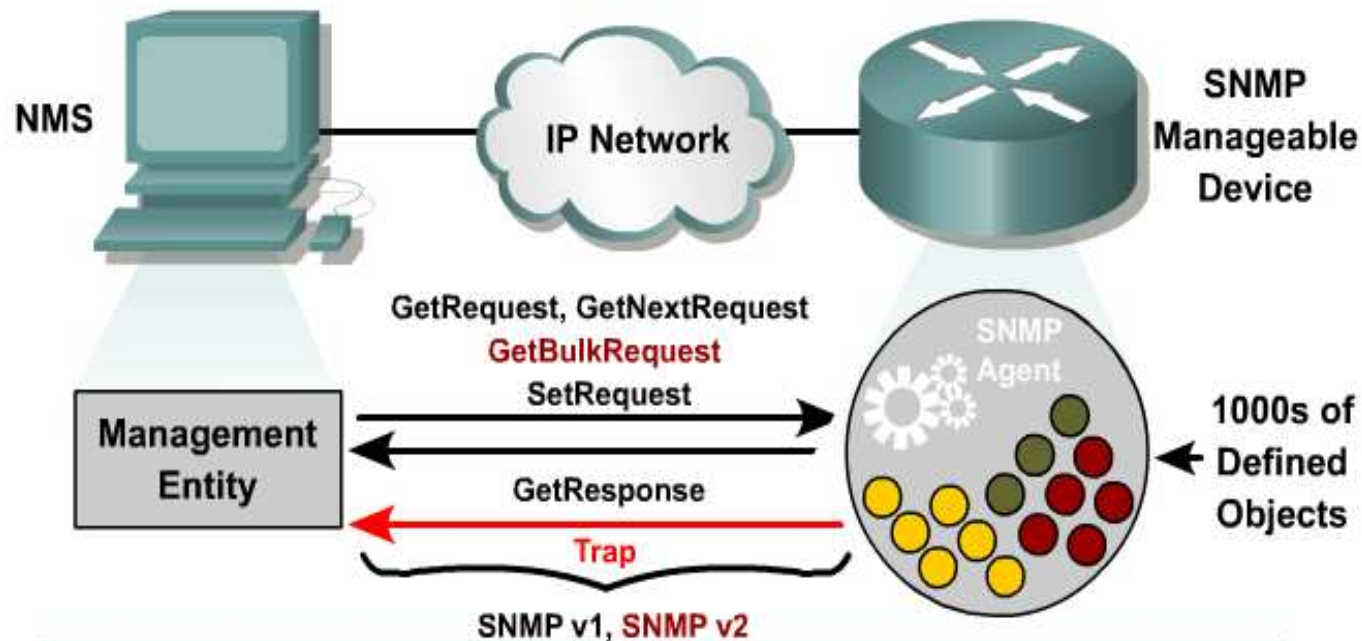 NMS
IP Network
SNMP
Manageable
Device
GetRequest, GetNextRequest
GetBulkRequest
SetRequest
SNMP
Agent
Management
Entity
1000s of
Defined
Objects
GetResponse
Trap
SNMP v1, SNMP v2